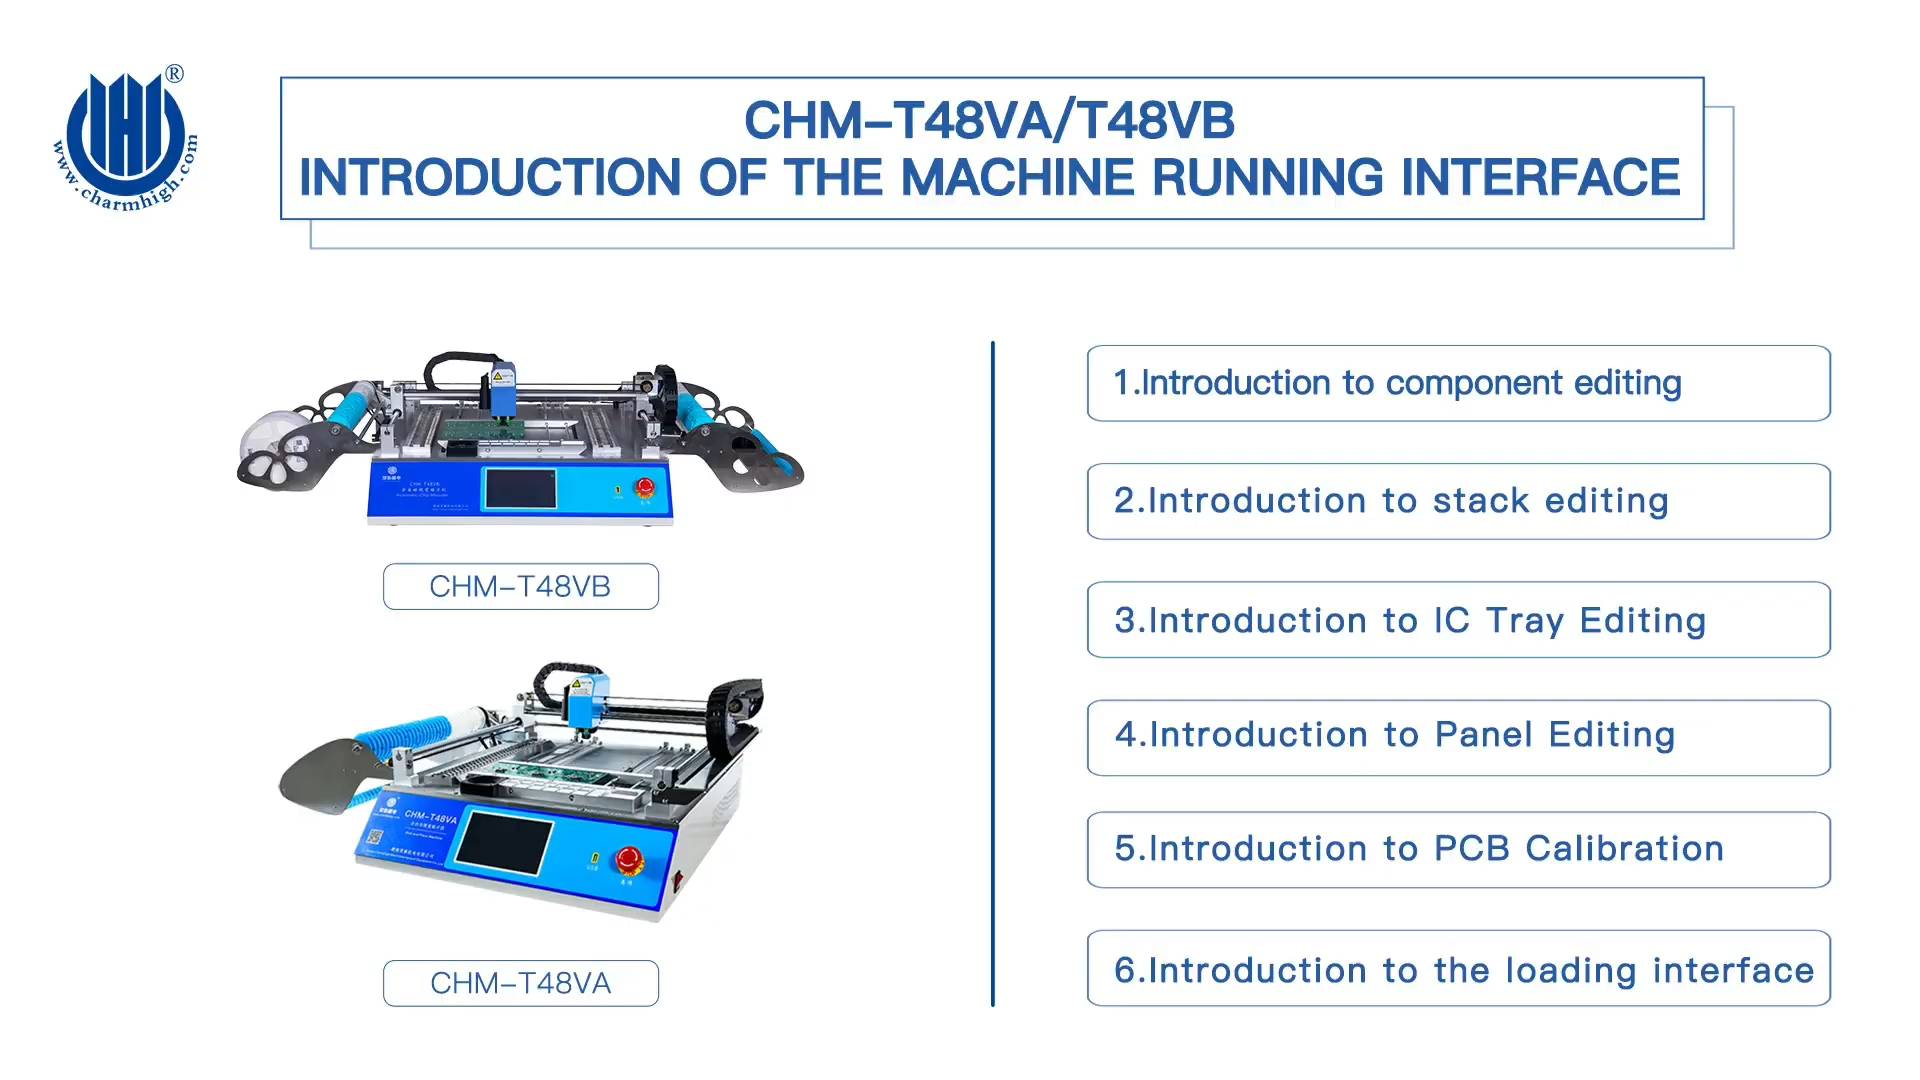 ®
www.charmhigh.com
CHM-T48VA/T48VB
INTRODUCTION OF THE MACHINE RUNNING INTERFACE
CHM-T48VB
CHM-T48VA
CHM-T48VB
CHM-T48VA
1.Introduction to component editing
2.Introduction to stack editing
3.Introduction to IC Tray Editing
4.Introduction to Panel Editing
5.Introduction to PCB Calibration
6.Introduction to the loading interface